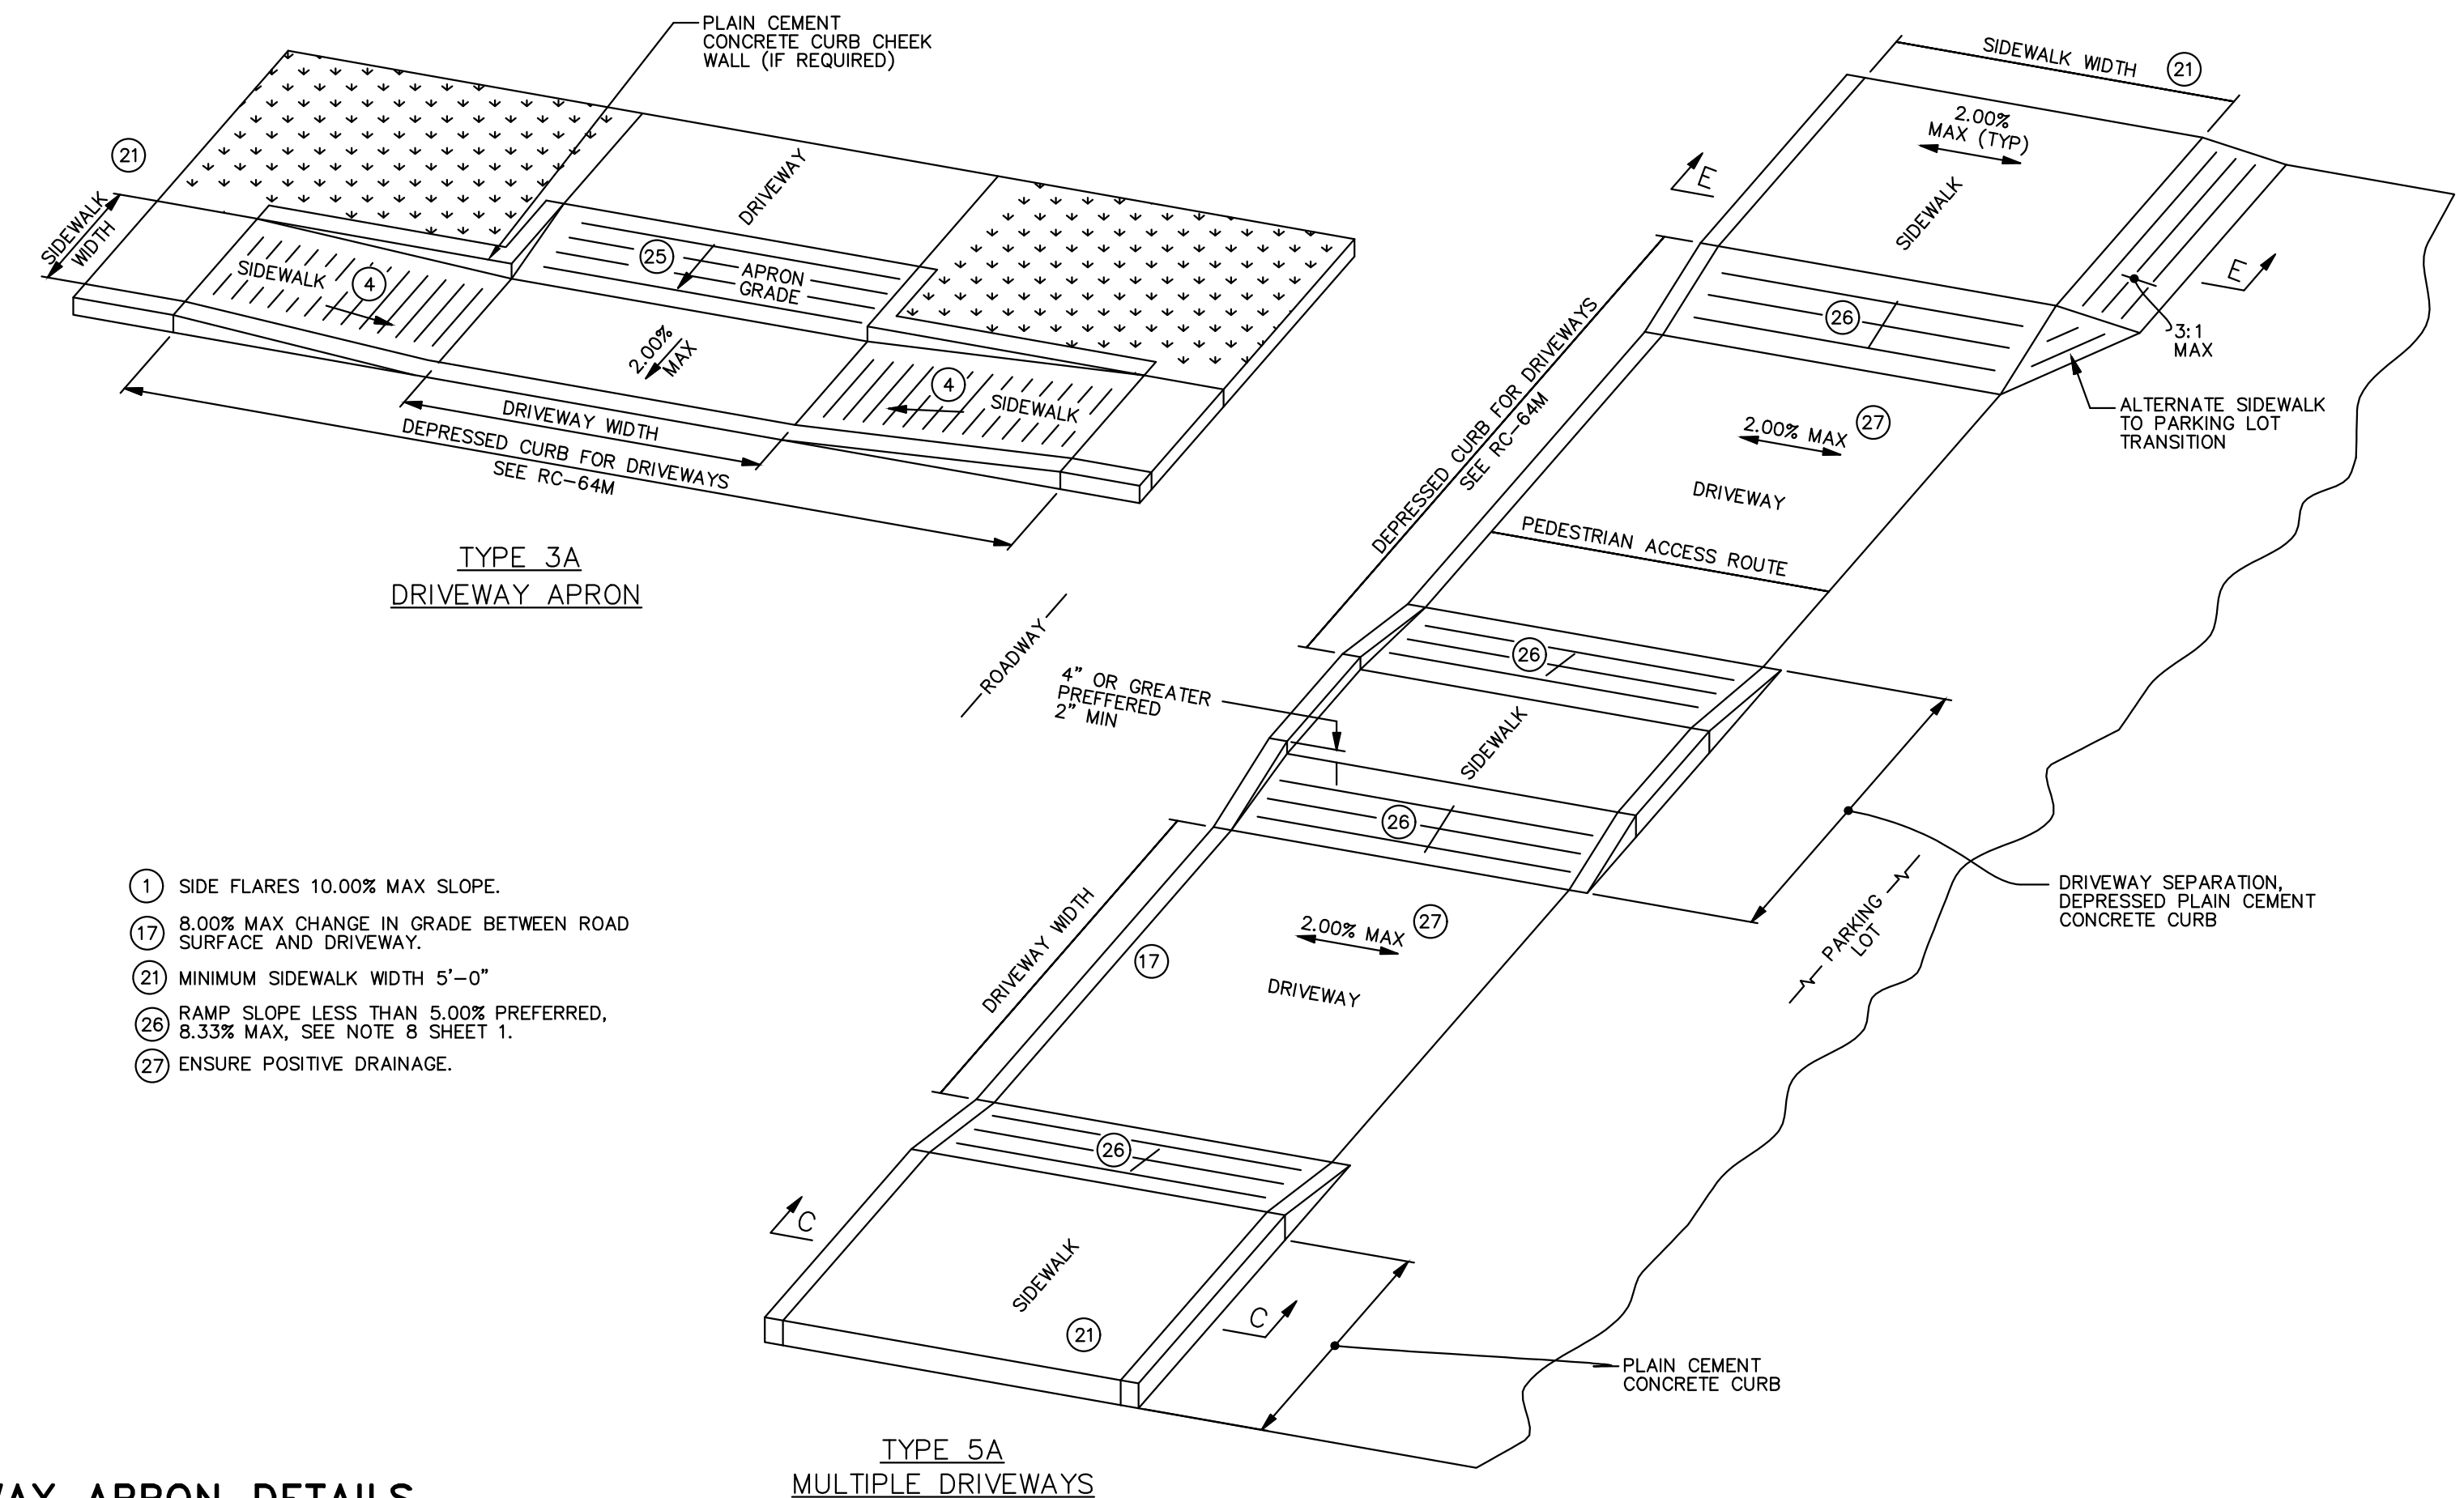 PLAIN CEMENT
CONCRETE CURB CHEEK
WALL (IF REQUIRED)
21
SIDEWALK
WIDTH
DRIVEWAY
25
APRON
GRADE
SIDEWALK
4
2.00%
MAX
4
SIDEWALK
DRIVEWAY WIDTH
DEPRESSED CURB FOR DRIVEWAYS
SEE RC-64M
TYPE 3A
DRIVEWAY APRON
SIDEWALK WIDTH 21
2.00%
MAX (TYP)
E
SIDEWALK
E
26
3:1
MAX
ALTERNATE SIDEWALK
TO PARKING LOT
TRANSITION
DEPRESSED CURB FOR DRIVEWAYS
SEE RC-64M
2.00% MAX 27
DRIVEWAY
PEDESTRIAN ACCESS ROUTE
ROADWAY
26
4" OR GREATER
PREFFERED
2" MIN
SIDEWALK
26
DRIVEWAY SEPARATION,
DEPRESSED PLAIN CEMENT
CONCRETE CURB
PARKING
LOT
DRIVEWAY WIDTH
2.00% MAX 27
17
DRIVEWAY
1 SIDE FLARES 10.00% MAX SLOPE.
17 8.00% MAX CHANGE IN GRADE BETWEEN ROAD
SURFACE AND DRIVEWAY.
21 MINIMUM SIDEWALK WIDTH 5'-0"
26 RAMP SLOPE LESS THAN 5.00% PREFERRED,
8.33% MAX, SEE NOTE 8 SHEET 1.
27 ENSURE POSITIVE DRAINAGE.
26
C
SIDEWALK
C
21
PLAIN CEMENT
CONCRETE CURB
TYPE 5A
MULTIPLE DRIVEWAYS
WAY APRON DETAILS